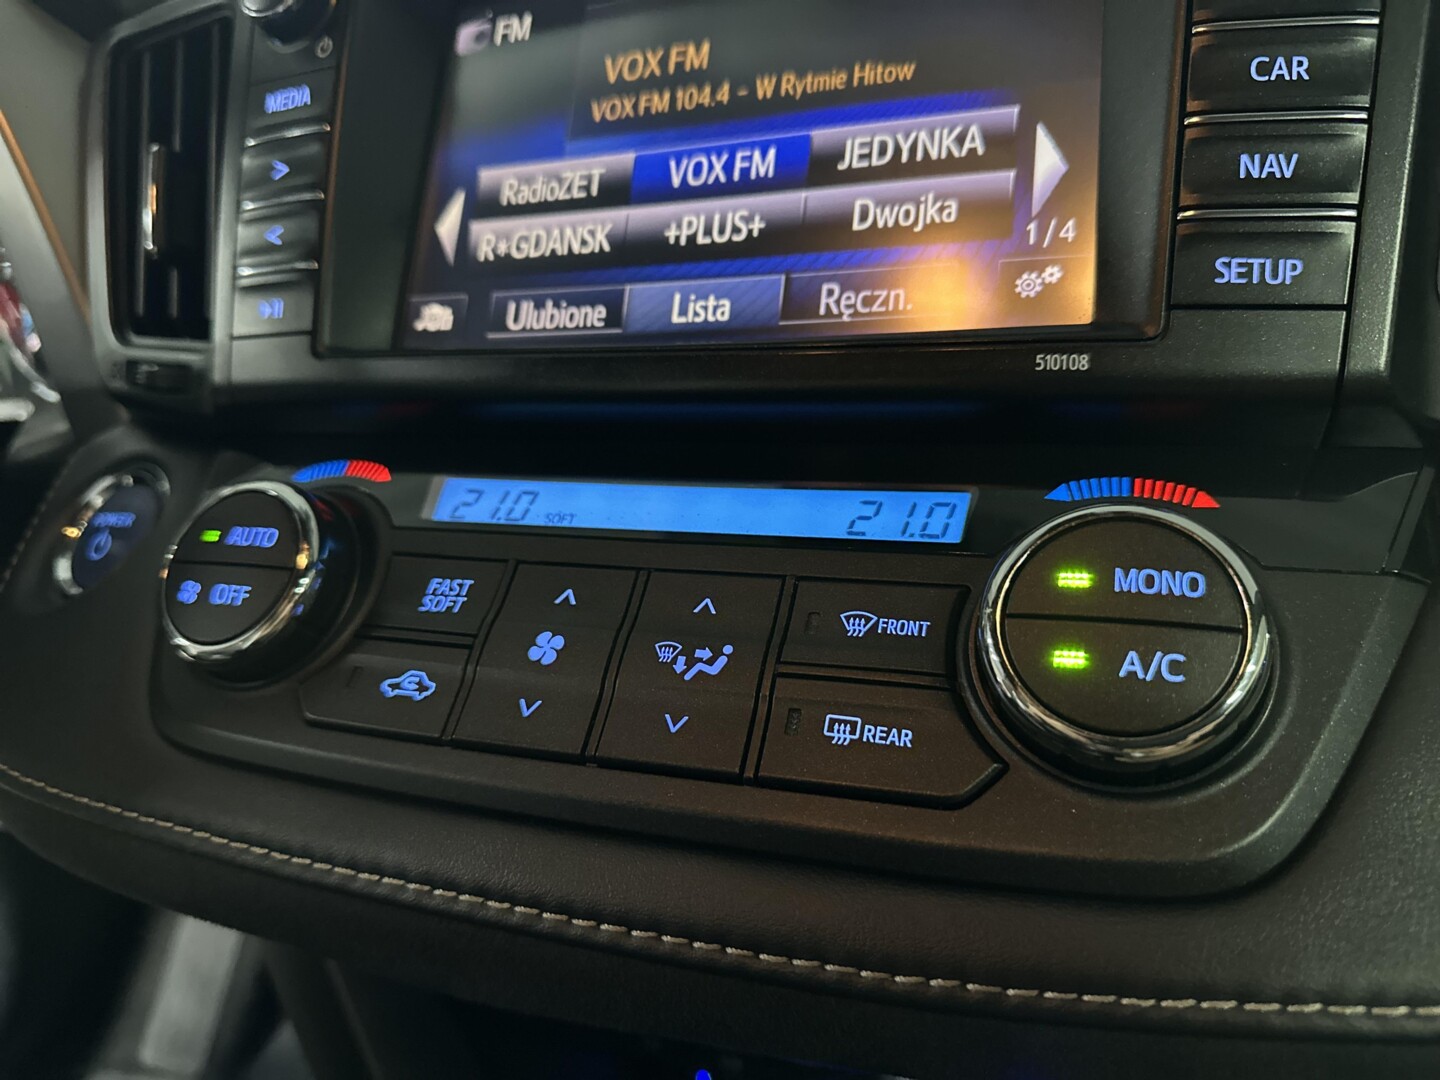 FM
VOX FM
VOX FM 104.4 - W Rytmie Hitow
RadioZET VOX FM JEDYNKA
R*GDANSK +PLUS+ Dwojka
1 / 4
Ulubione Lista Ręczn.
510108
MEDIA
>
<
CAR
NAV
SETUP
POWER
21.0 SOFT 21.0
AUTO
OFF
FAST
SOFT
FRONT
REAR
MONO
A/C